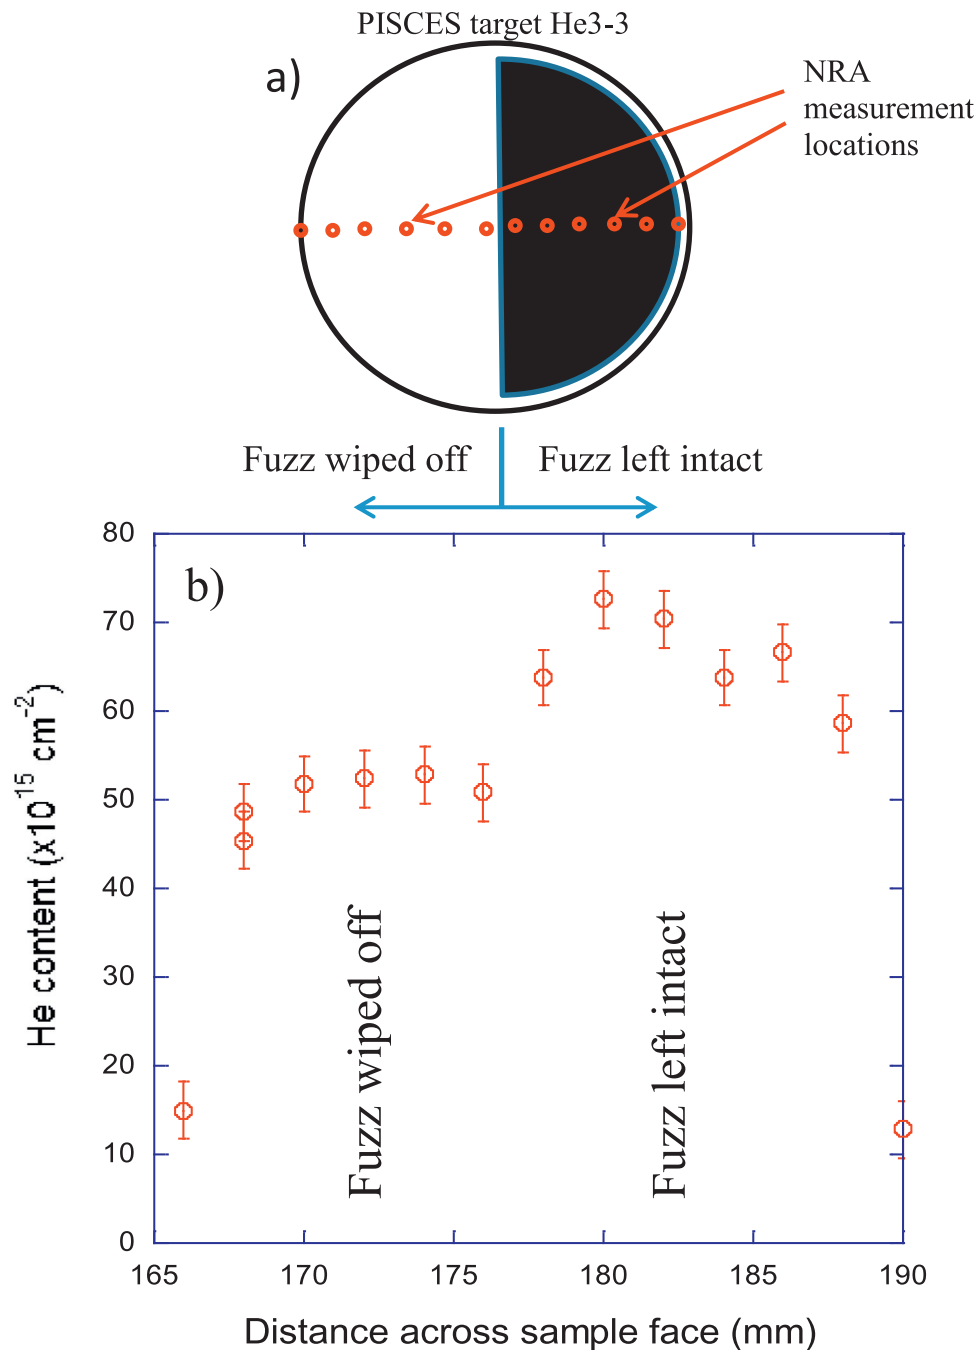 PISCES target He3-3
a)
NRA
measurement
locations
Fuzz wiped off
Fuzz left intact
b)
80
70
60
50
40
30
20
10
0
He content (x10⁻¹⁵ cm⁻²)
Fuzz wiped off
Fuzz left intact
165
170
175
180
185
190
Distance across sample face (mm)